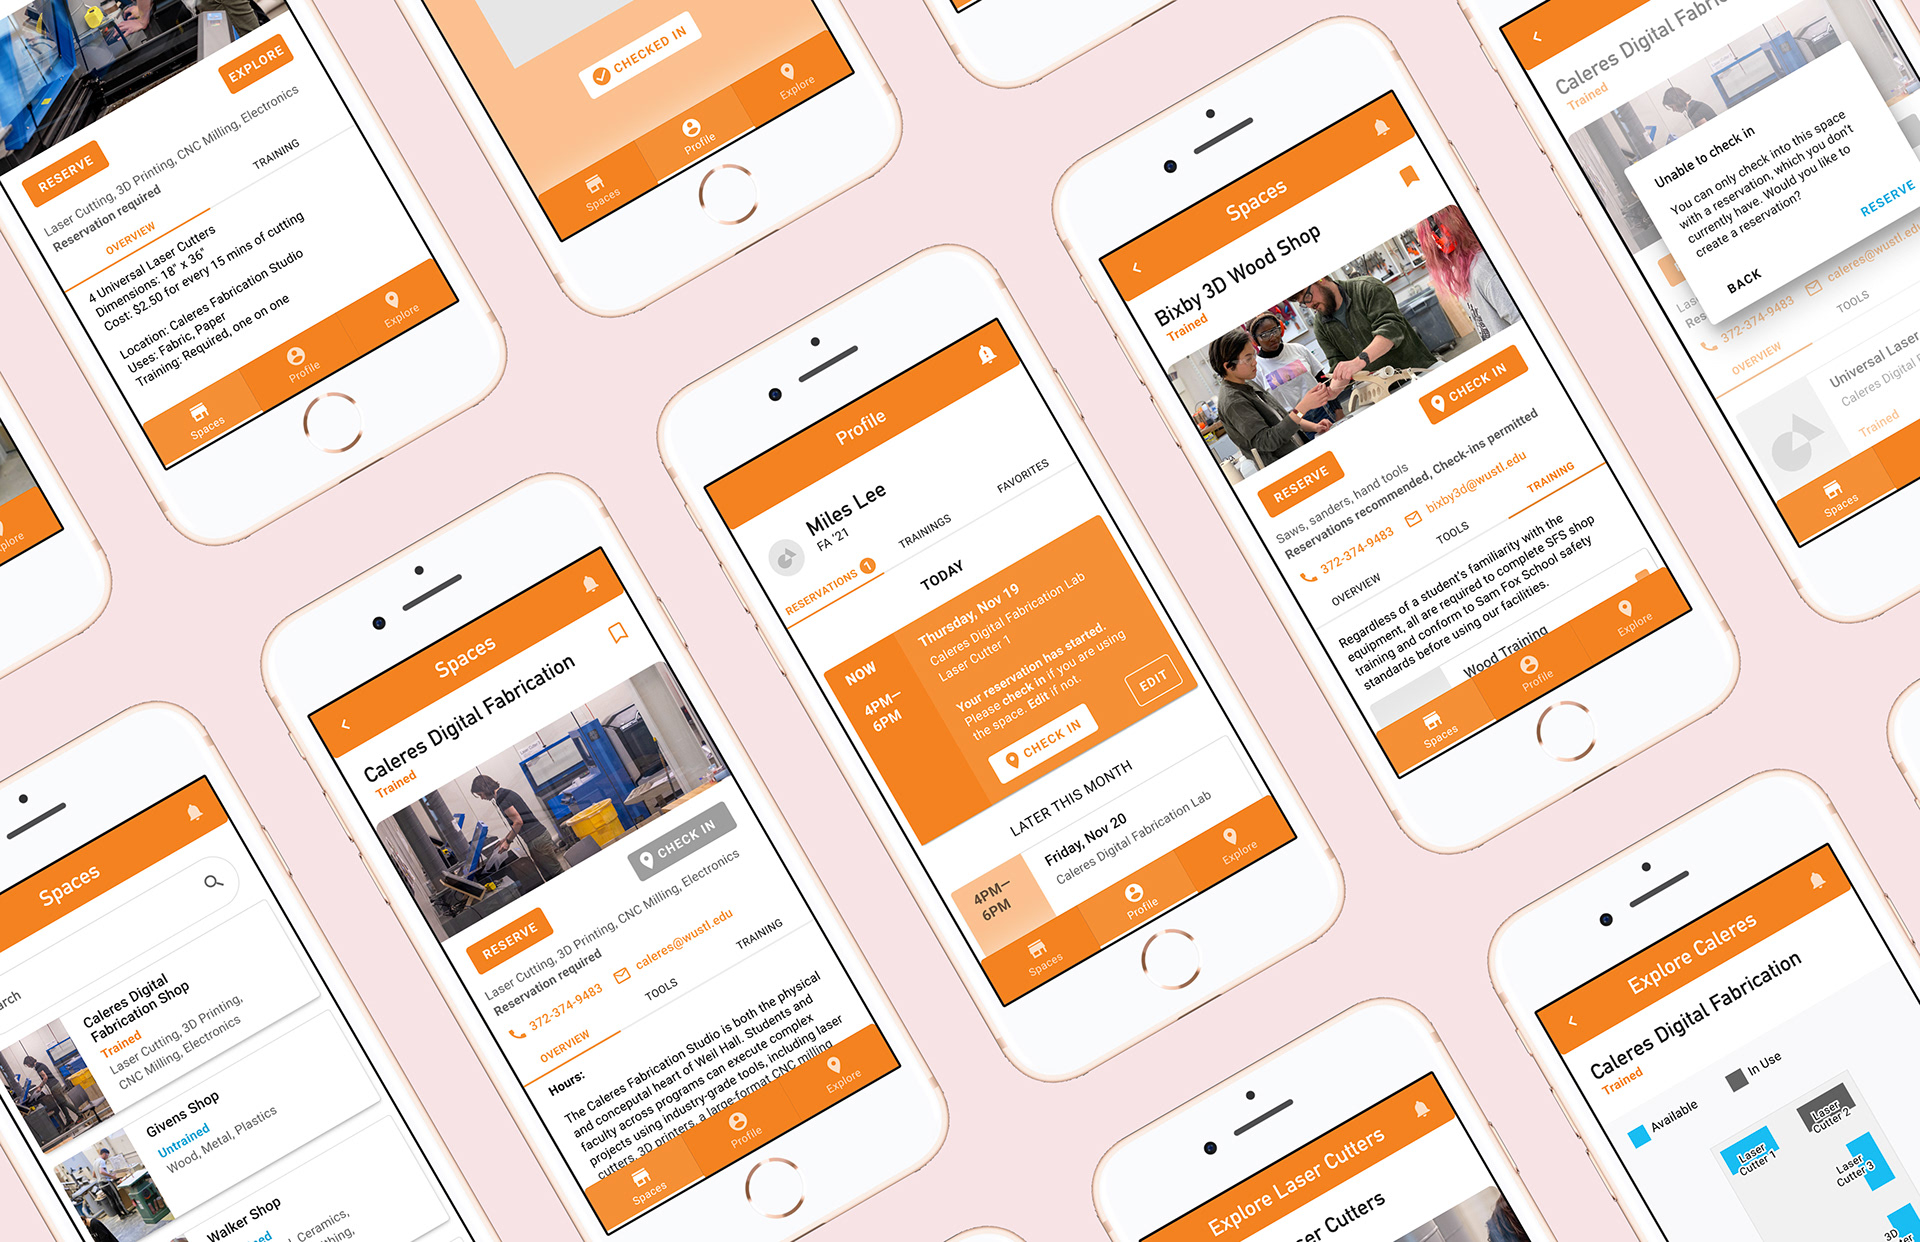 EXPLORE
RESERVE
Laser Cutting, 3D Printing, CNC Milling, Electronics
Reservation required
OVERVIEW
TRAINING
4 Universal Laser Cutters
Dimensions: 18" x 36"
Cost: $2.50 for every 15 mins of cutting
Location: Caleres Fabrication Studio
Uses: Fabric, Paper
Training: Required, one on one
Spaces
Profile
Explore
CHECKED IN
Spaces
Profile
Explore
Spaces
Bixby 3D Wood Shop
Trained
CHECK IN
RESERVE
Saws, sanders, hand tools
Reservations recommended, Check-ins permitted
372-374-9483
bixby3d@wustl.edu
OVERVIEW
TOOLS
TRAINING
Regardless of a student's familiarity with the
equipment, all are required to complete SFS shop
training and conform to Sam Fox School safety
standards before using our facilities.
Wood Training
Spaces
Profile
Explore
Caleres Digital
Trained
Unable to check in
You can only check into this space
with a reservation, which you don't
currently have. Would you like to
create a reservation?
BACK
RESERVE
372-374-9483
OVERVIEW
TOOLS
Universal Laser
Caleres Digital
Trained
Spaces
Profile
Miles Lee
FA '21
RESERVATIONS 1
TRAININGS
FAVORITES
TODAY
NOW
4PM–
6PM
Thursday, Nov 19
Caleres Digital Fabrication Lab
Laser Cutter 1
Your reservation has started.
Please check in if you are using
the space. Edit if not.
CHECK IN
EDIT
LATER THIS MONTH
4PM–
6PM
Friday, Nov 20
Caleres Digital Fabrication Lab
Spaces
Profile
Explore
Spaces
Caleres Digital Fabrication
Trained
CHECK IN
RESERVE
Laser Cutting, 3D Printing, CNC Milling, Electronics
Reservation required
372-374-9483
caleres@wustl.edu
OVERVIEW
TOOLS
TRAINING
Hours:
The Caleres Fabrication Studio is both the physical
and conceputal heart of Weil Hall. Students and
faculty across programs can execute complex
projects using industry-grade tools, including laser
cutters, 3D printers, a large-format CNC milling
Spaces
Profile
Explore
Spaces
Caleres Digital
Fabrication Shop
Trained
Laser Cutting, 3D Printing,
CNC Milling, Electronics
Givens Shop
Untrained
Wood, Metal, Plastics
Walker Shop
Ceramics,
Explore Laser Cutters
Cutters
Explore Caleres
Caleres Digital Fabrication
Trained
Available
In Use
Laser
Cutter 1
Laser
Cutter 2
Laser
Cutter 3
3D